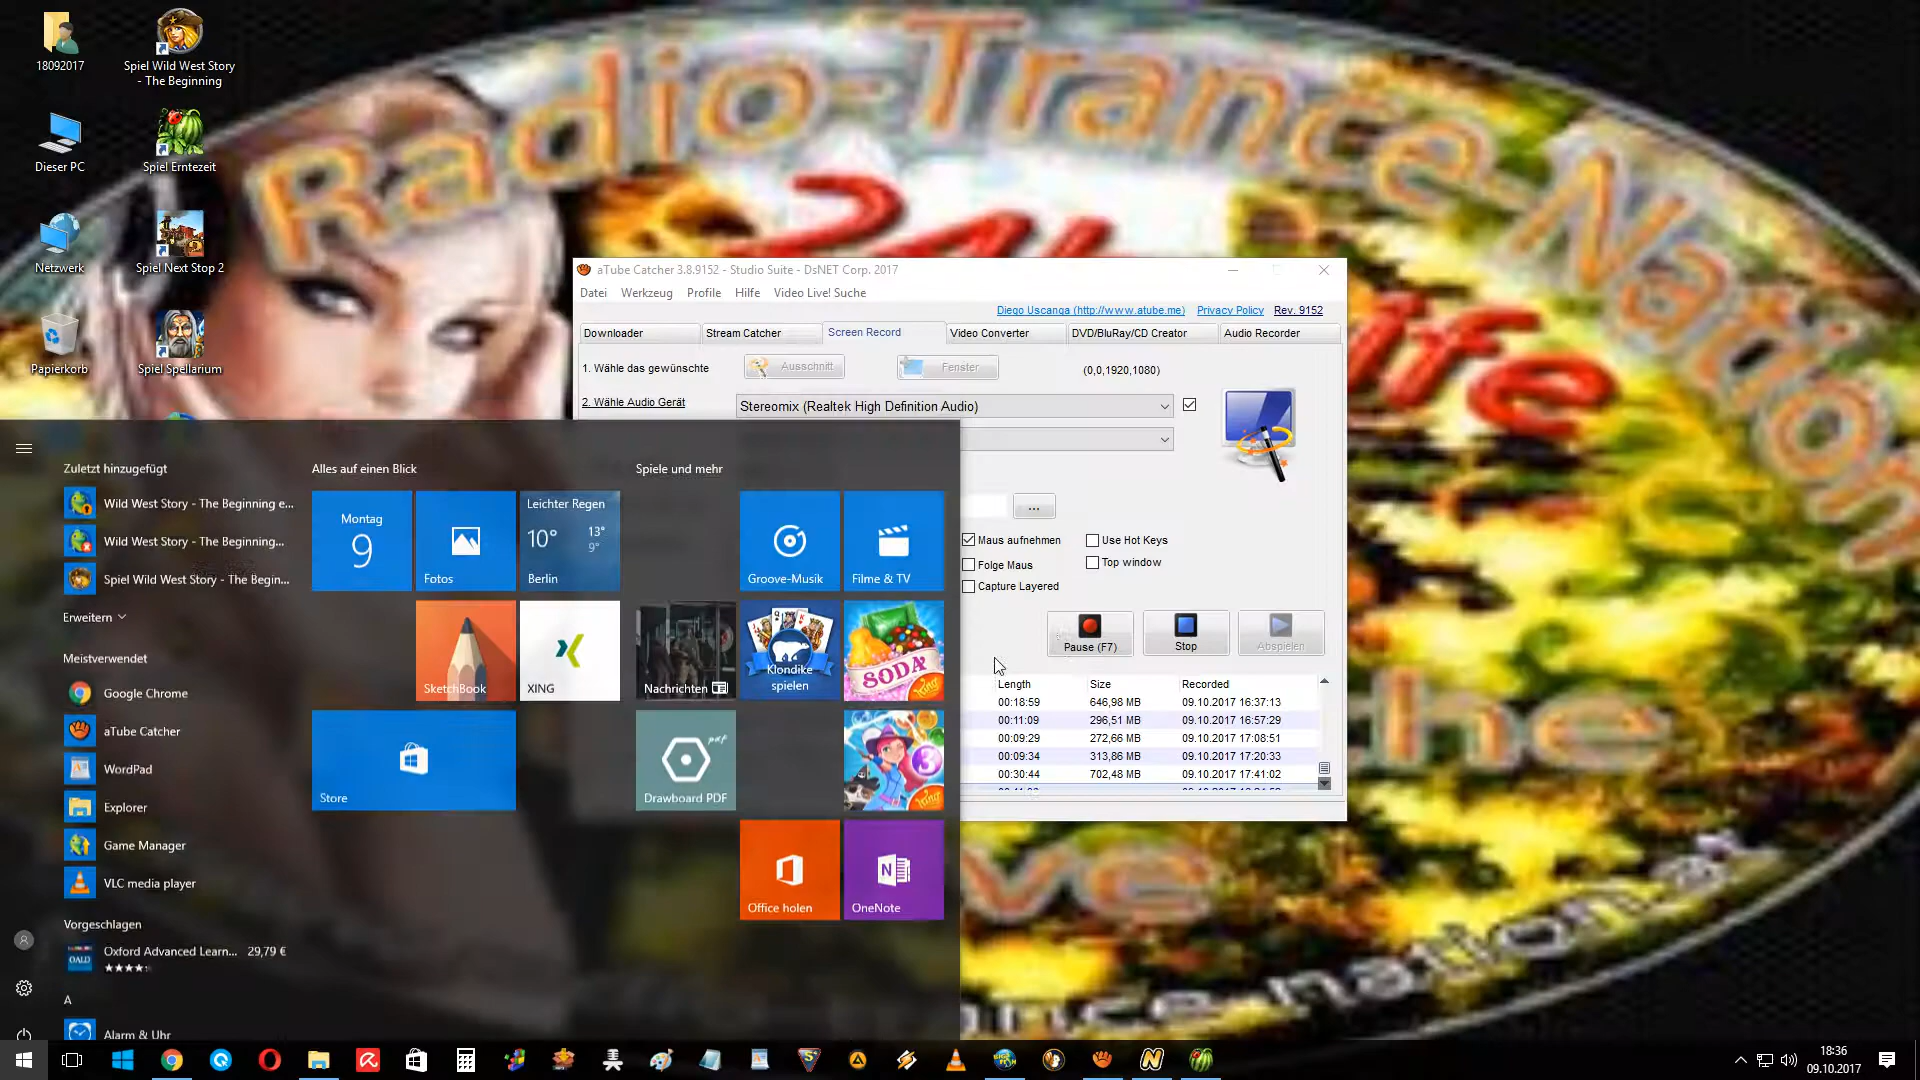 18092017
Spiel Wild West Story
- The Beginning
Dieser PC
Spiel Erntezeit
Netzwerk
Spiel Next Stop 2
Papierkorb
Spiel Spellarium
Radio-Trance-Nation
24h
life
the
aTube Catcher 3.8.9152 - Studio Suite - DsNET Corp. 2017
Datei Werkzeug Profile Hilfe Video Live! Suche
Diego Uscanga (http://www.atube.me) Privacy Policy Rev. 9152
Downloader Stream Catcher Screen Record Video Converter DVD/BluRay/CD Creator Audio Recorder
1. Wähle das gewünschte Ausschnitt Fenster (0,0,1920,1080)
2. Wähle Audio Gerät Stereomix (Realtek High Definition Audio)
...
Maus aufnehmen Use Hot Keys
Folge Maus Top window
Capture Layered
Pause (F7) Stop Abspielen
Length Size Recorded
00:18:59 646,98 MB 09.10.2017 16:37:13
00:11:09 296,51 MB 09.10.2017 16:57:29
00:09:29 272,66 MB 09.10.2017 17:08:51
00:09:34 313,86 MB 09.10.2017 17:20:33
00:30:44 702,48 MB 09.10.2017 17:41:02
Zuletzt hinzugefügt
Wild West Story - The Beginning e...
Wild West Story - The Beginning...
Spiel Wild West Story - The Begin...
Erweitern
Meistverwendet
Google Chrome
aTube Catcher
WordPad
Explorer
Game Manager
VLC media player
Vorgeschlagen
OALD
Oxford Advanced Learn... 29,79 €
A
Alarm & Uhr
Alles auf einen Blick
Montag
9
Fotos
Leichter Regen
10° 13°
9°
Berlin
SketchBook
XING
Store
Spiele und mehr
Groove-Musik
Filme & TV
Nachrichten
Klondike
spielen
SODA
King
pdf
Drawboard PDF
3
King
Office holen
OneNote
18:36
09.10.2017